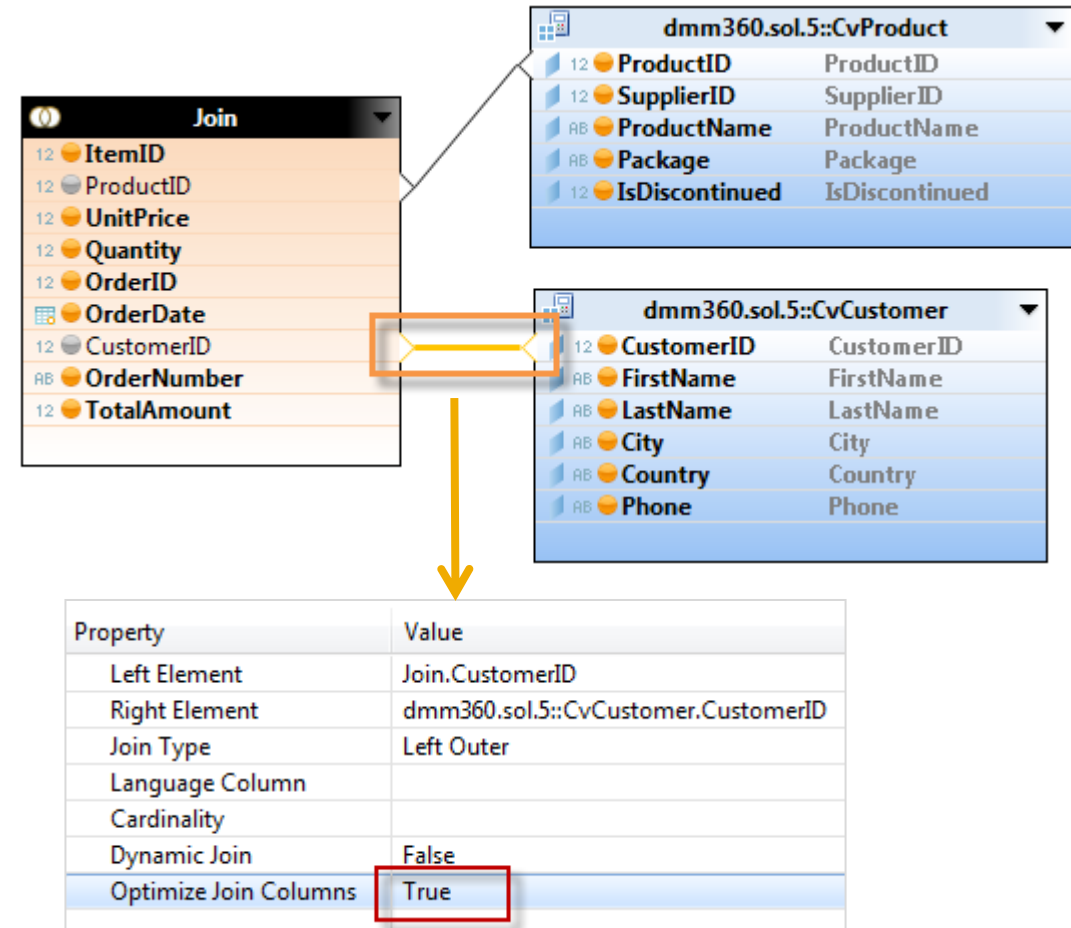 dmm360.sol.5::CvProduct
12 ProductID ProductID
12 SupplierID SupplierID
AB ProductName ProductName
AB Package Package
12 IsDiscontinued IsDiscontinued
Join
12 ItemID
12 ProductID
12 UnitPrice
12 Quantity
12 OrderID
OrderDate
12 CustomerID
AB OrderNumber
12 TotalAmount
dmm360.sol.5::CvCustomer
12 CustomerID CustomerID
AB FirstName FirstName
AB LastName LastName
AB City City
AB Country Country
AB Phone Phone
Property Value
Left Element Join.CustomerID
Right Element dmm360.sol.5::CvCustomer.CustomerID
Join Type Left Outer
Language Column
Cardinality
Dynamic Join False
Optimize Join Columns True